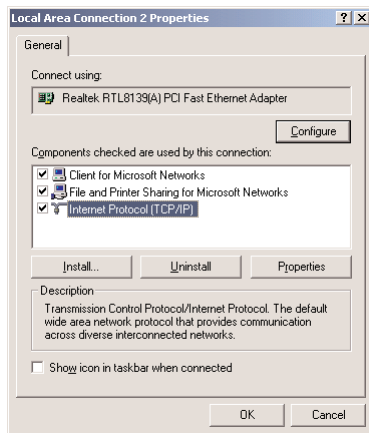 Local Area Connection 2 Properties
General
Connect using:
Realtek RTL8139(A) PCI Fast Ethernet Adapter
Configure
Components checked are used by this connection:
Client for Microsoft Networks
File and Printer Sharing for Microsoft Networks
Internet Protocol (TCP/IP)
Install... Uninstall Properties
Description
Transmission Control Protocol/Internet Protocol. The default
wide area network protocol that provides communication
across diverse interconnected networks.
Show icon in taskbar when connected
OK Cancel